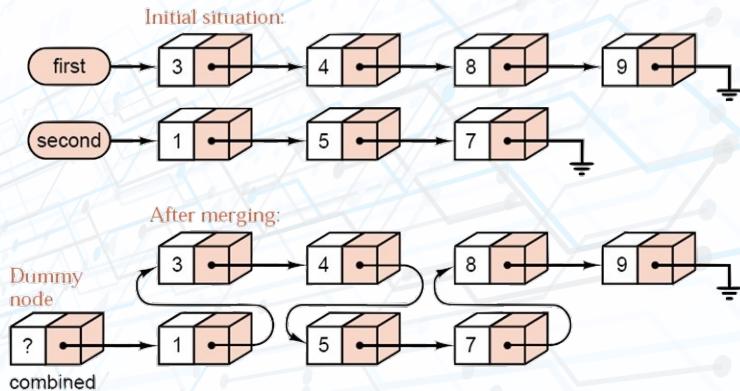 Initial situation:
first 3 4 8 9
second 1 5 7
After merging:
3 4 8 9
Dummy
node
? 1 5 7
combined